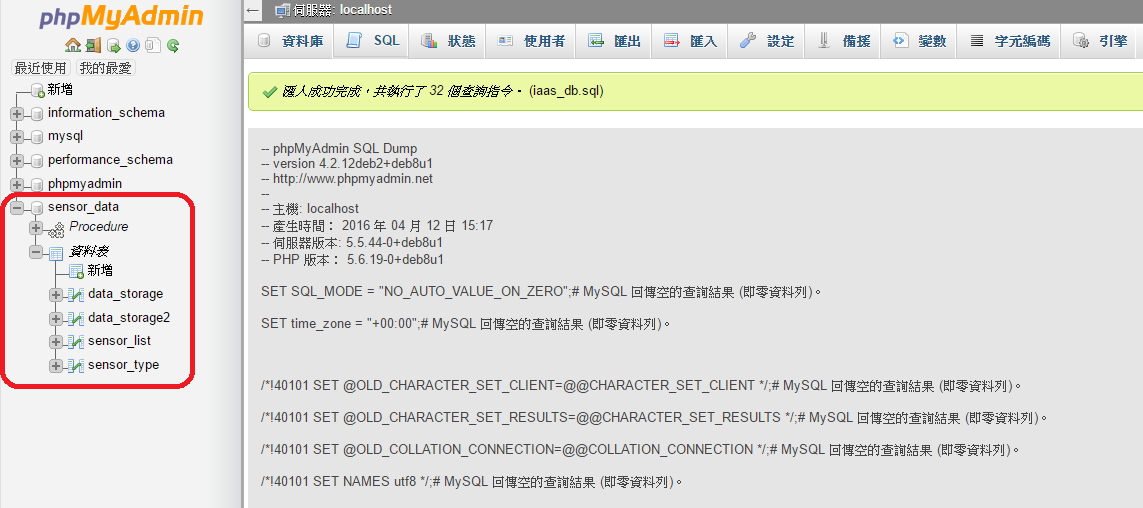 phpMyAdmin
最近使用 我的最愛
新增
information_schema
mysql
performance_schema
phpmyadmin
sensor_data
Procedure
資料表
新增
data_storage
data_storage2
sensor_list
sensor_type
伺服器: localhost
資料庫 SQL 狀態 使用者 匯出 匯入 設定 備援 變數 字元編碼 引擎
匯入成功完成，共執行了 32 個查詢指令。 (iaas_db.sql)
-- phpMyAdmin SQL Dump
-- version 4.2.12deb2+deb8u1
-- http://www.phpmyadmin.net
--
-- 主機: localhost
-- 產生時間： 2016 年 04 月 12 日 15:17
-- 伺服器版本: 5.5.44-0+deb8u1
-- PHP 版本： 5.6.19-0+deb8u1
SET SQL_MODE = "NO_AUTO_VALUE_ON_ZERO";# MySQL 回傳空的查詢結果 (即零資料列)。
SET time_zone = "+00:00";# MySQL 回傳空的查詢結果 (即零資料列)。
/*!40101 SET @OLD_CHARACTER_SET_CLIENT=@@CHARACTER_SET_CLIENT */;# MySQL 回傳空的查詢結果 (即零資料列)。
/*!40101 SET @OLD_CHARACTER_SET_RESULTS=@@CHARACTER_SET_RESULTS */;# MySQL 回傳空的查詢結果 (即零資料列)。
/*!40101 SET @OLD_COLLATION_CONNECTION=@@COLLATION_CONNECTION */;# MySQL 回傳空的查詢結果 (即零資料列)。
/*!40101 SET NAMES utf8 */;# MySQL 回傳空的查詢結果 (即零資料列)。